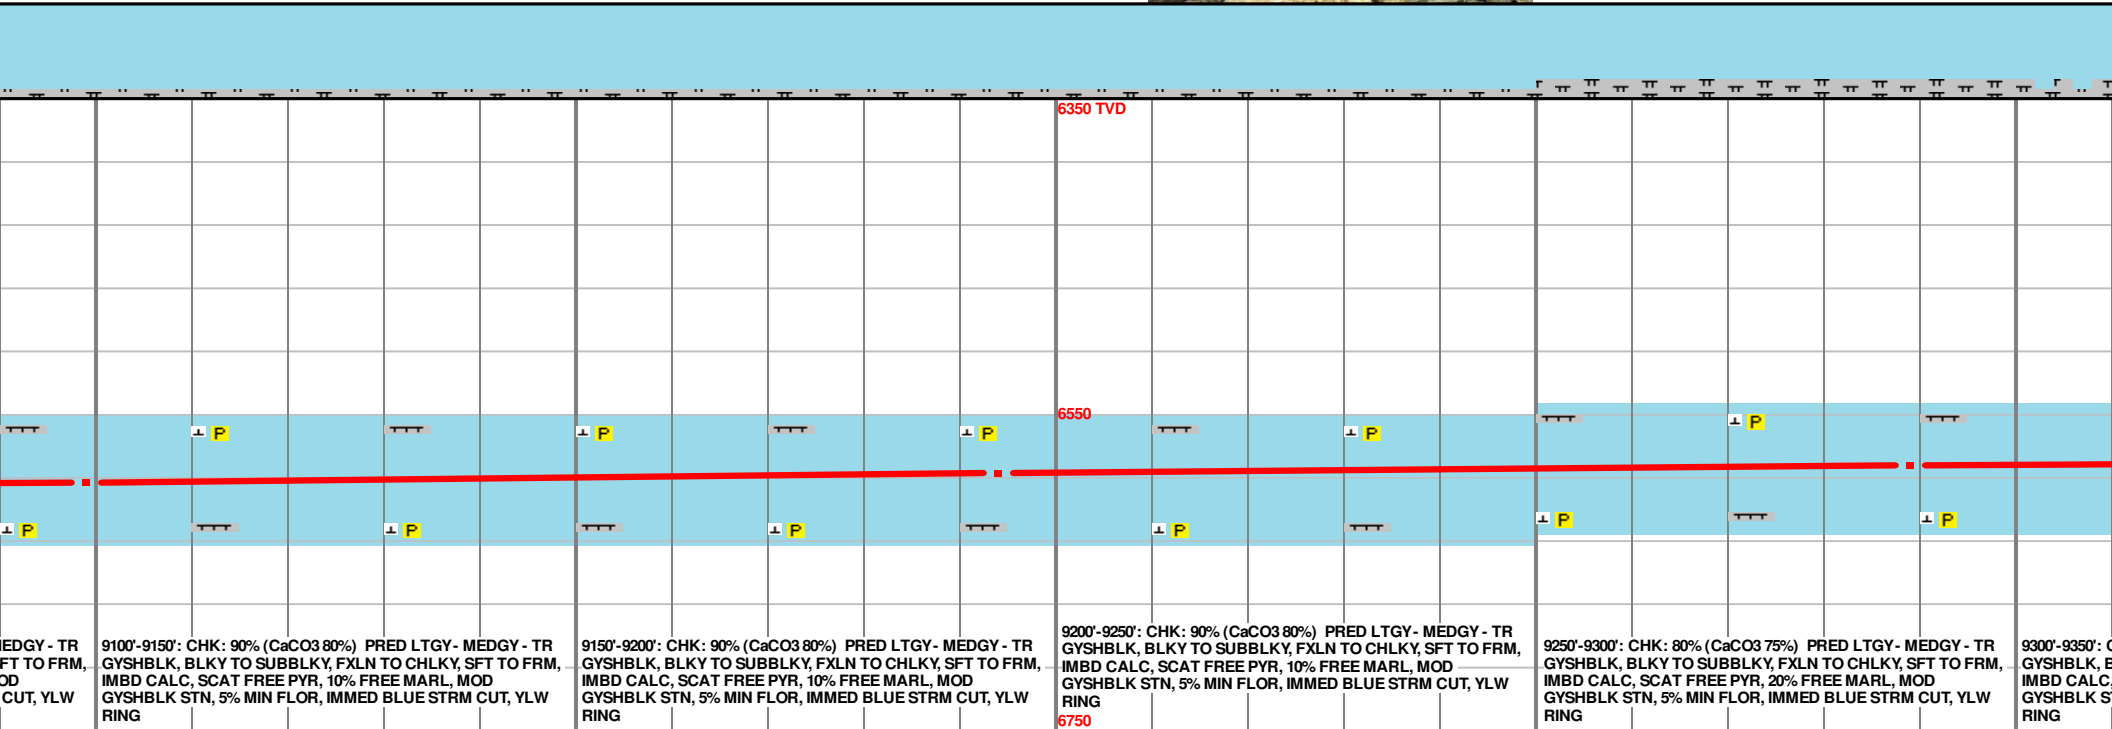 6350 TVD
6550
P
P
P
P
P
P
P
P
P
P
P
P
MEDGY - TR
FT TO FRM,
OD
CUT, YLW
9100'-9150': CHK: 90% (CaCO3 80%) PRED LTGY - MEDGY - TR
GYSHBLK, BLKY TO SUBBLKY, FXLN TO CHLKY, SFT TO FRM,
IMBD CALC, SCAT FREE PYR, 10% FREE MARL, MOD
GYSHBLK STN, 5% MIN FLOR, IMMED BLUE STRM CUT, YLW
RING
9150'-9200': CHK: 90% (CaCO3 80%) PRED LTGY - MEDGY - TR
GYSHBLK, BLKY TO SUBBLKY, FXLN TO CHLKY, SFT TO FRM,
IMBD CALC, SCAT FREE PYR, 10% FREE MARL, MOD
GYSHBLK STN, 5% MIN FLOR, IMMED BLUE STRM CUT, YLW
RING
9200'-9250': CHK: 90% (CaCO3 80%) PRED LTGY - MEDGY - TR
GYSHBLK, BLKY TO SUBBLKY, FXLN TO CHLKY, SFT TO FRM,
IMBD CALC, SCAT FREE PYR, 10% FREE MARL, MOD
GYSHBLK STN, 5% MIN FLOR, IMMED BLUE STRM CUT, YLW
RING
6750
9250'-9300': CHK: 80% (CaCO3 75%) PRED LTGY - MEDGY - TR
GYSHBLK, BLKY TO SUBBLKY, FXLN TO CHLKY, SFT TO FRM,
IMBD CALC, SCAT FREE PYR, 20% FREE MARL, MOD
GYSHBLK STN, 5% MIN FLOR, IMMED BLUE STRM CUT, YLW
RING
9300'-9350': C
GYSHBLK, B
IMBD CALC,
GYSHBLK S
RING